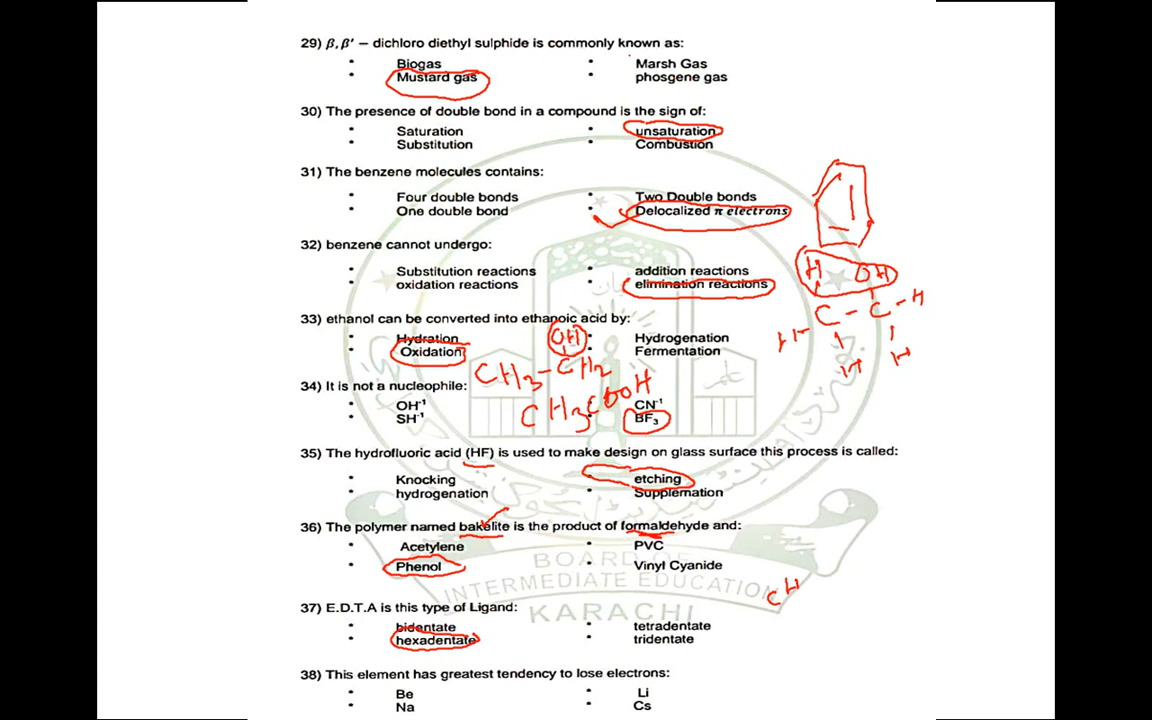 29) β, β′ – dichloro diethyl sulphide is commonly known as:
• Biogas • Marsh Gas
• Mustard gas • phosgene gas
30) The presence of double bond in a compound is the sign of:
• Saturation • unsaturation
• Substitution • Combustion
31) The benzene molecules contains:
• Four double bonds • Two Double bonds
• One double bond • Delocalized π electrons
32) benzene cannot undergo:
• Substitution reactions • addition reactions
• oxidation reactions • elimination reactions
H OH
C – C – H
H–
H H
33) ethanol can be converted into ethanoic acid by:
• Hydration • Hydrogenation
• Oxidation • Fermentation
OH
CH3–CH2
CH3COOH
34) It is not a nucleophile:
• OH⁻¹ • CN⁻¹
• SH⁻¹ • BF₃
35) The hydrofluoric acid (HF) is used to make design on glass surface this process is called:
• Knocking • etching
• hydrogenation • Supplernation
36) The polymer named bakelite is the product of formaldehyde and:
• Acetylene • PVC
• Phenol • Vinyl Cyanide
BOARD OF
INTERMEDIATE EDUCATION
KARACHI
CH
37) E.D.T.A is this type of Ligand:
• bidentate • tetradentate
• hexadentate • tridentate
38) This element has greatest tendency to lose electrons:
• Be • Li
• Na • Cs